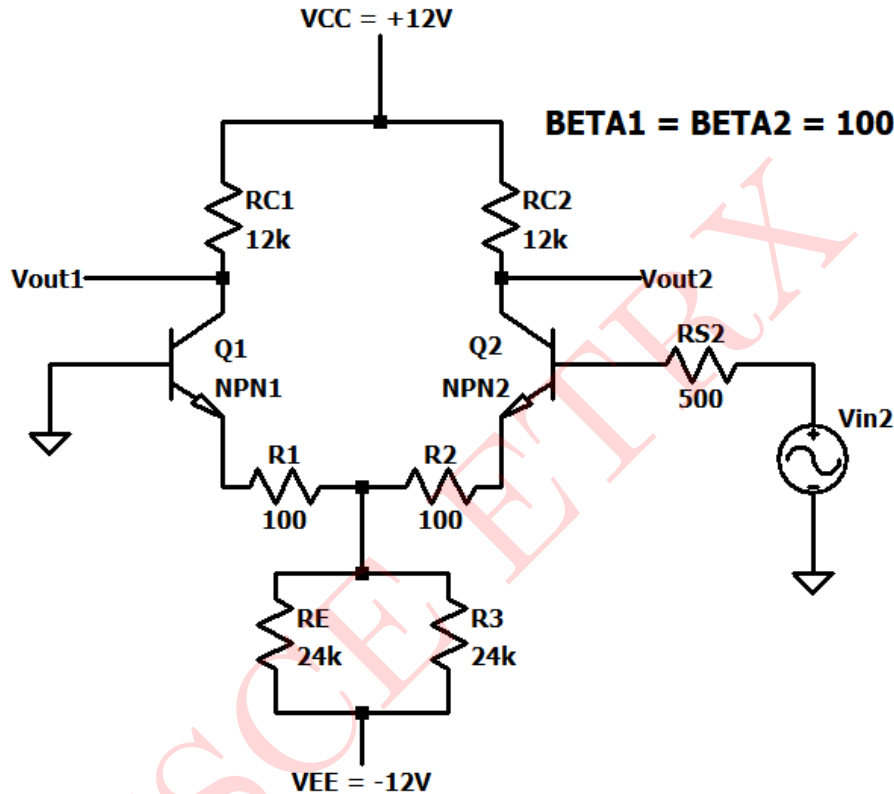 VCC = +12V
BETA1 = BETA2 = 100
RC1
12k
RC2
12k
Vout1
Vout2
Q1
NPN1
Q2
NPN2
RS2
500
Vin2
R1
100
R2
100
RE
24k
R3
24k
VEE = -12V
SCE ETRX